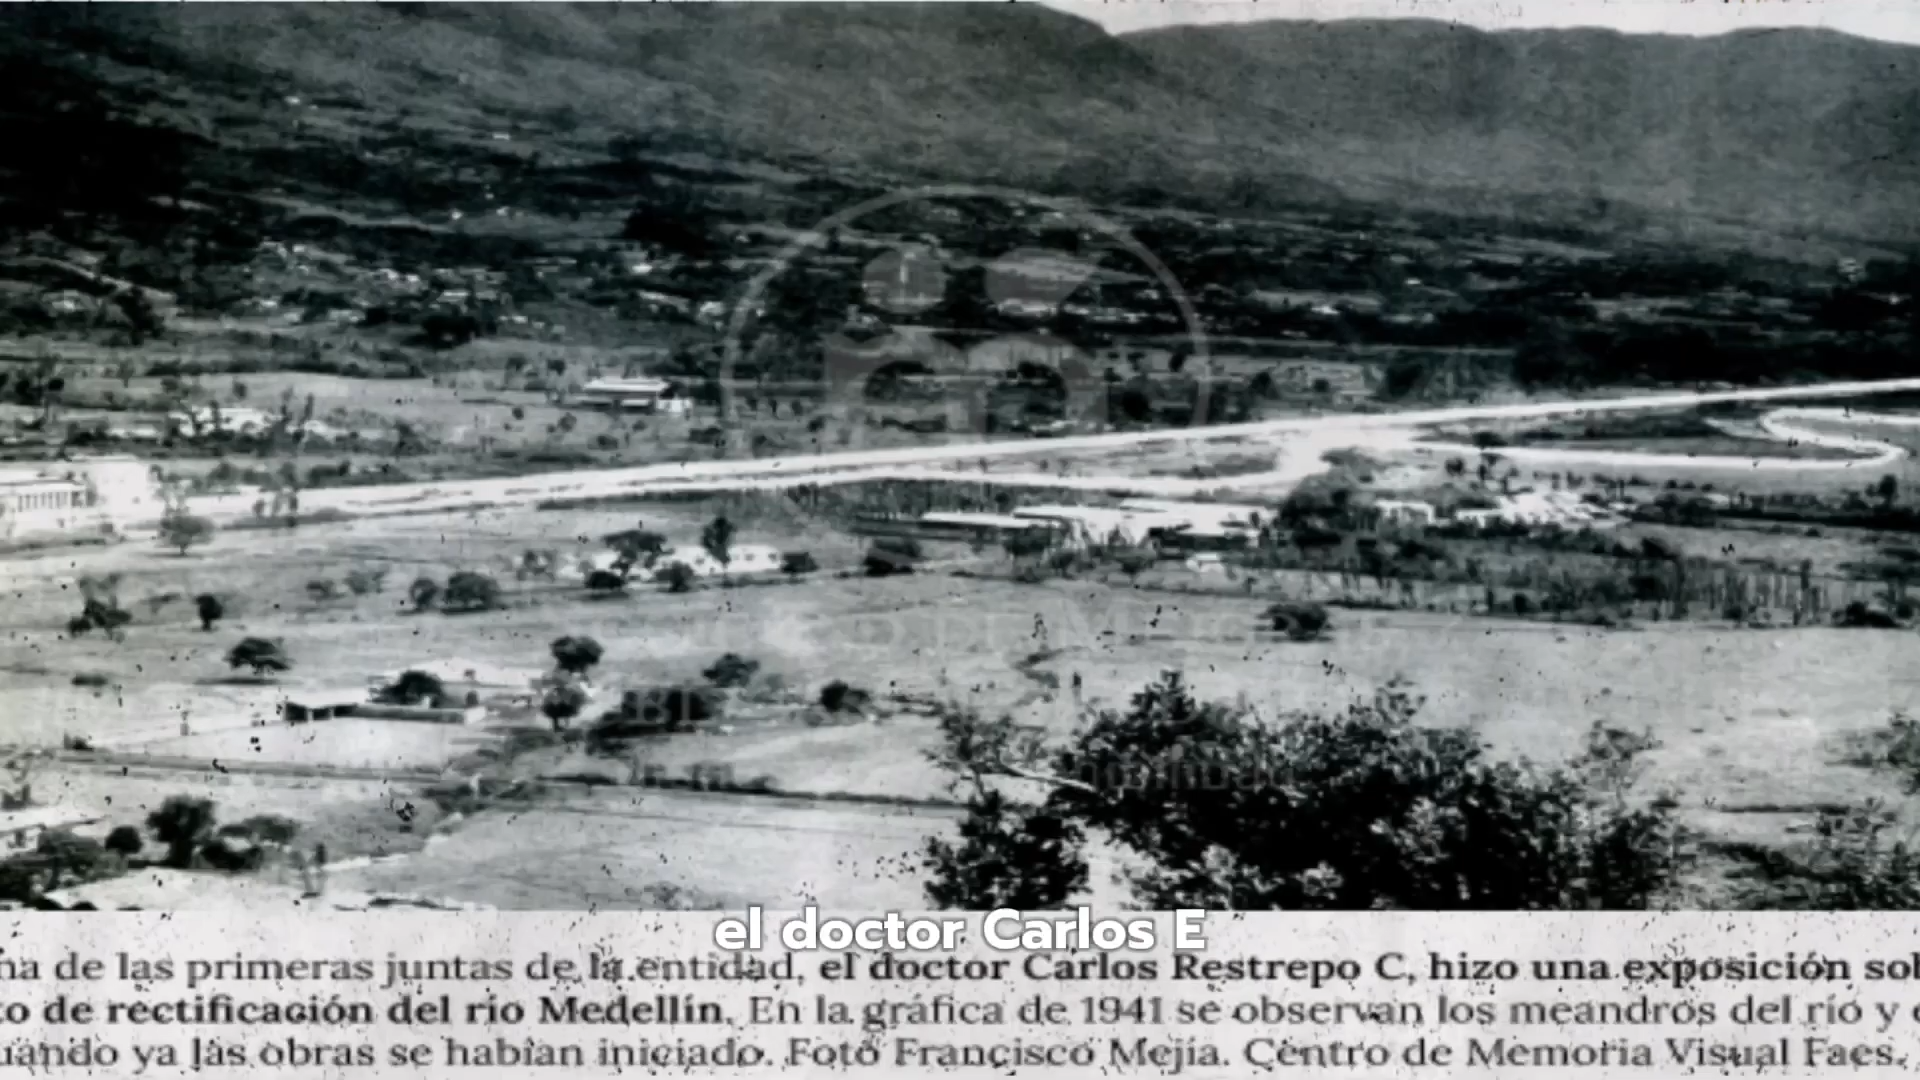 el doctor Carlos E
na de las primeras juntas de la entidad, el doctor Carlos Restrepo C, hizo una exposición sol
to de rectificación del río Medellín. En la gráfica de 1941 se observan los meandros del río y
uando ya las obras se habían iniciado. Foto Francisco Mejía. Centro de Memoria Visual Faes.